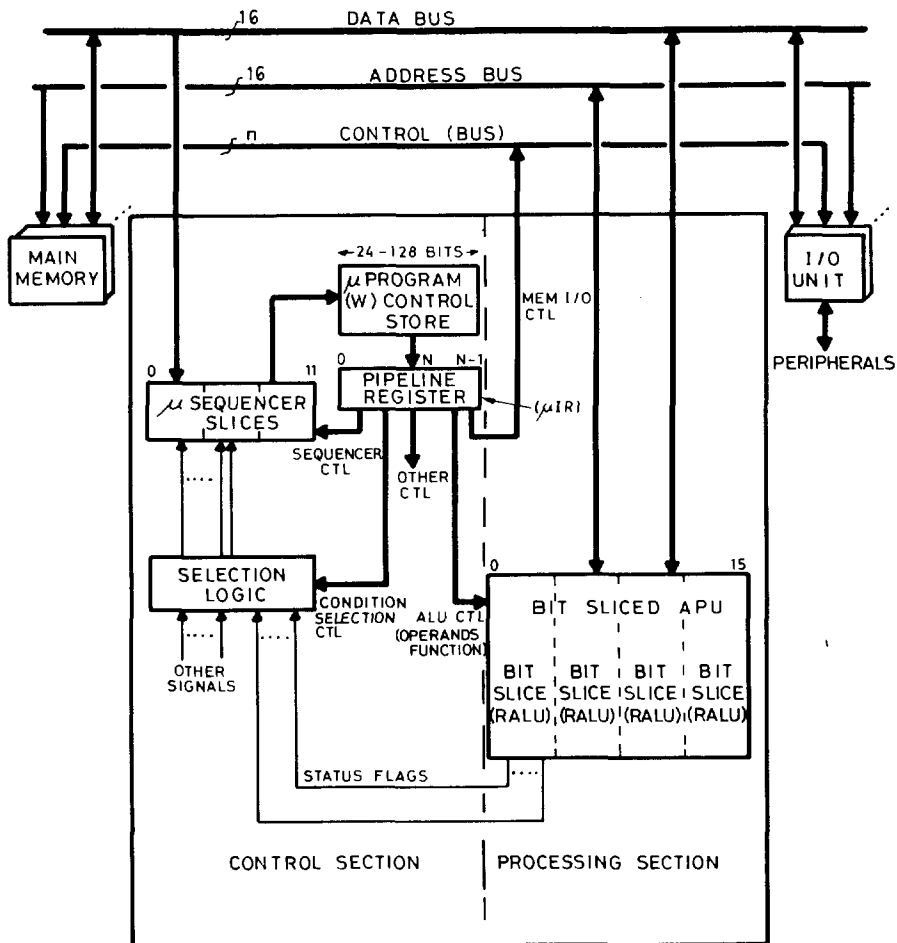 16
DATA BUS
16
ADDRESS BUS
n
CONTROL (BUS)
MAIN
MEMORY
I/O
UNIT
PERIPHERALS
24-128 BITS
μ PROGRAM
(W) CONTROL
STORE
MEM I/O
CTL
0
N
N-1
PIPELINE
REGISTER
(μIR)
0
11
μ SEQUENCER
SLICES
SEQUENCER
CTL
OTHER
CTL
SELECTION
LOGIC
CONDITION
SELECTION
CTL
ALU CTL
(OPERANDS
FUNCTION)
OTHER
SIGNALS
0
15
BIT SLICED APU
BIT
SLICE
(RALU)
BIT
SLICE
(RALU)
BIT
SLICE
(RALU)
BIT
SLICE
(RALU)
STATUS FLAGS
CONTROL SECTION
PROCESSING SECTION